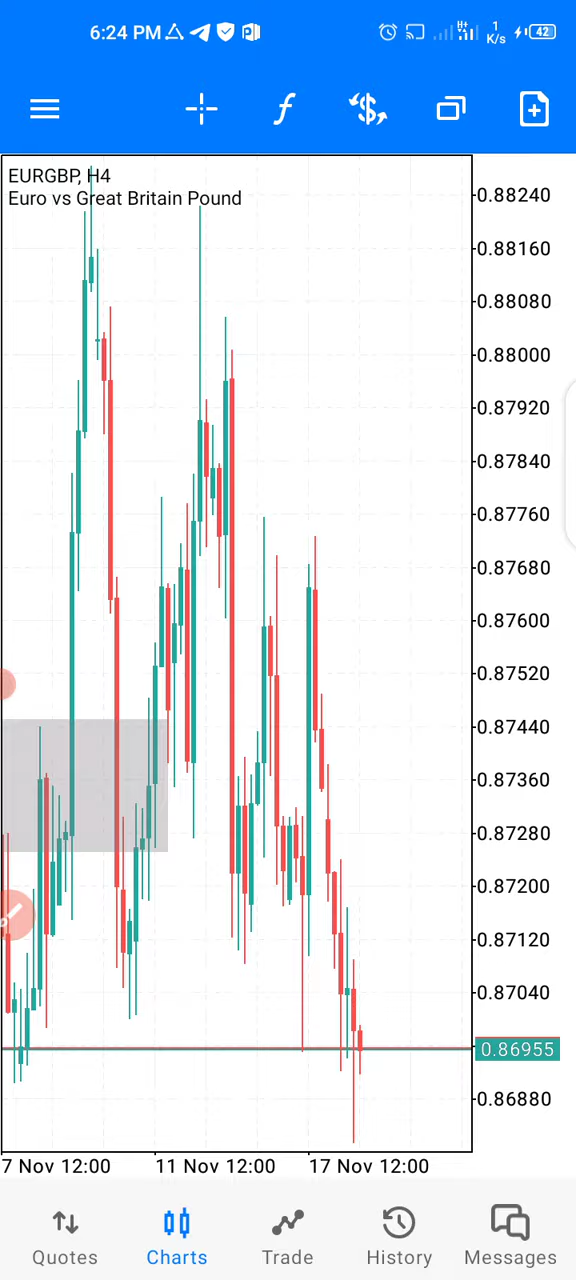 6:24 PM
H+
1
K/s
42
EURGBP, H4
Euro vs Great Britain Pound
0.88240
0.88160
0.88080
0.88000
0.87920
0.87840
0.87760
0.87680
0.87600
0.87520
0.87440
0.87360
0.87280
0.87200
0.87120
0.87040
0.86955
0.86880
7 Nov 12:00
11 Nov 12:00
17 Nov 12:00
Quotes
Charts
Trade
History
Messages